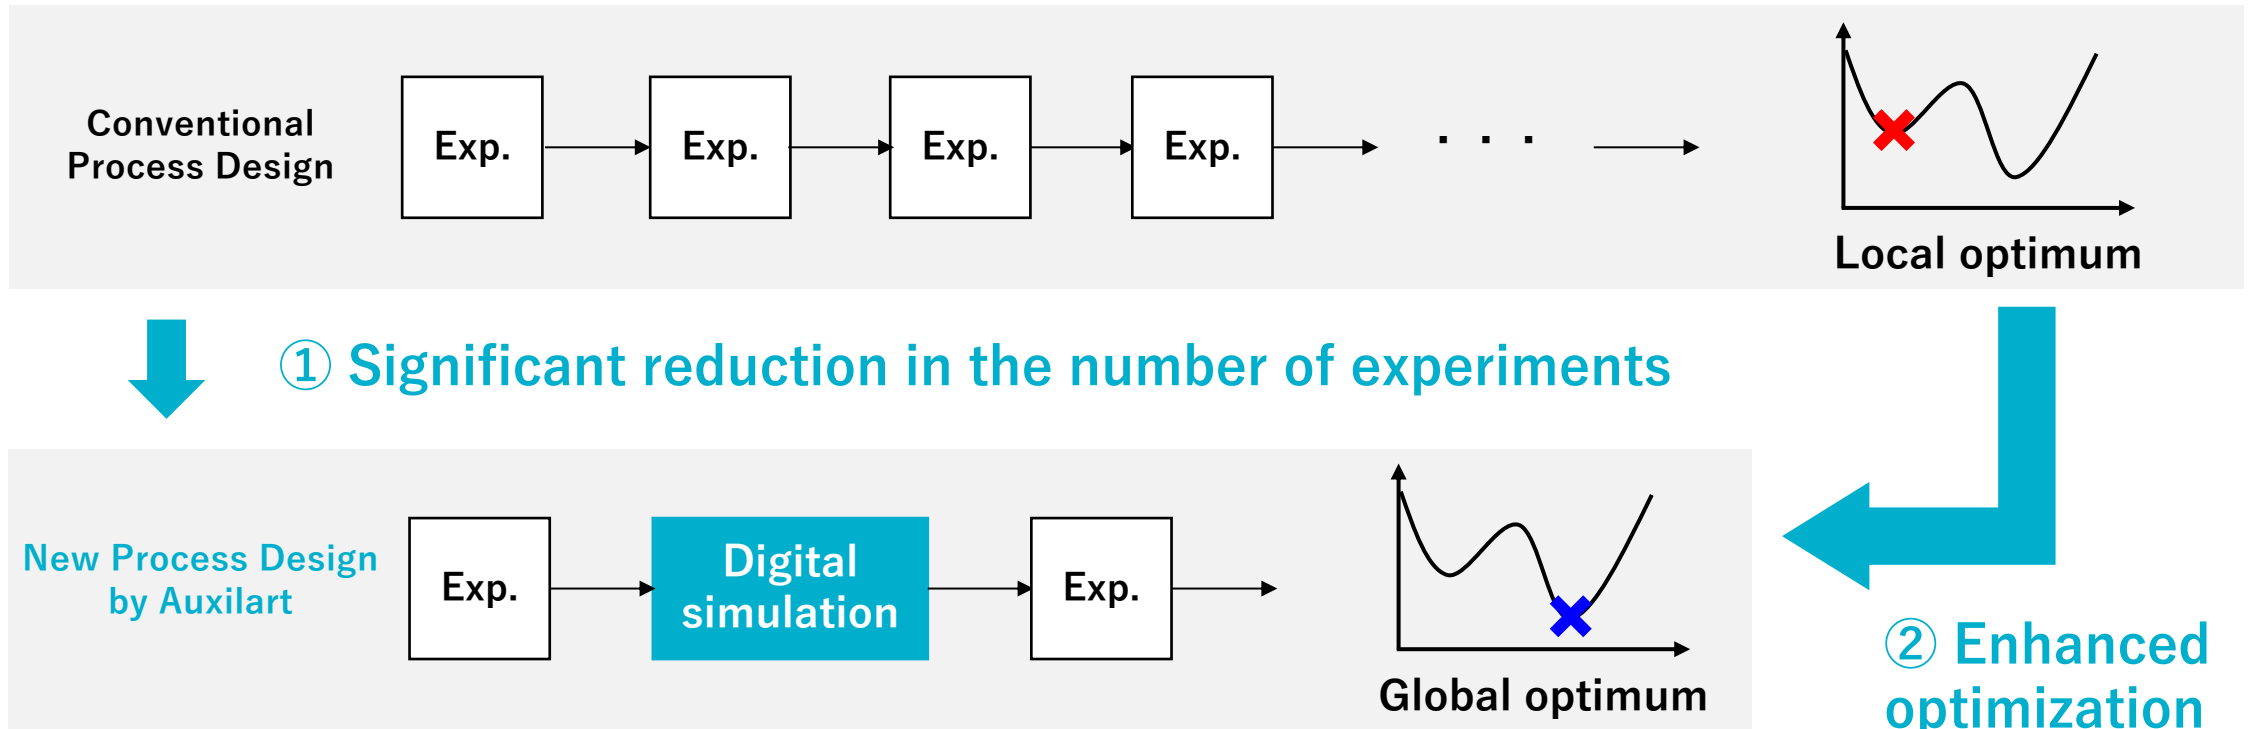 Conventional
Process Design
Exp.
Exp.
Exp.
Exp.
· · ·
Local optimum
① Significant reduction in the number of experiments
New Process Design
by Auxilart
Exp.
Digital
simulation
Exp.
Global optimum
② Enhanced
optimization